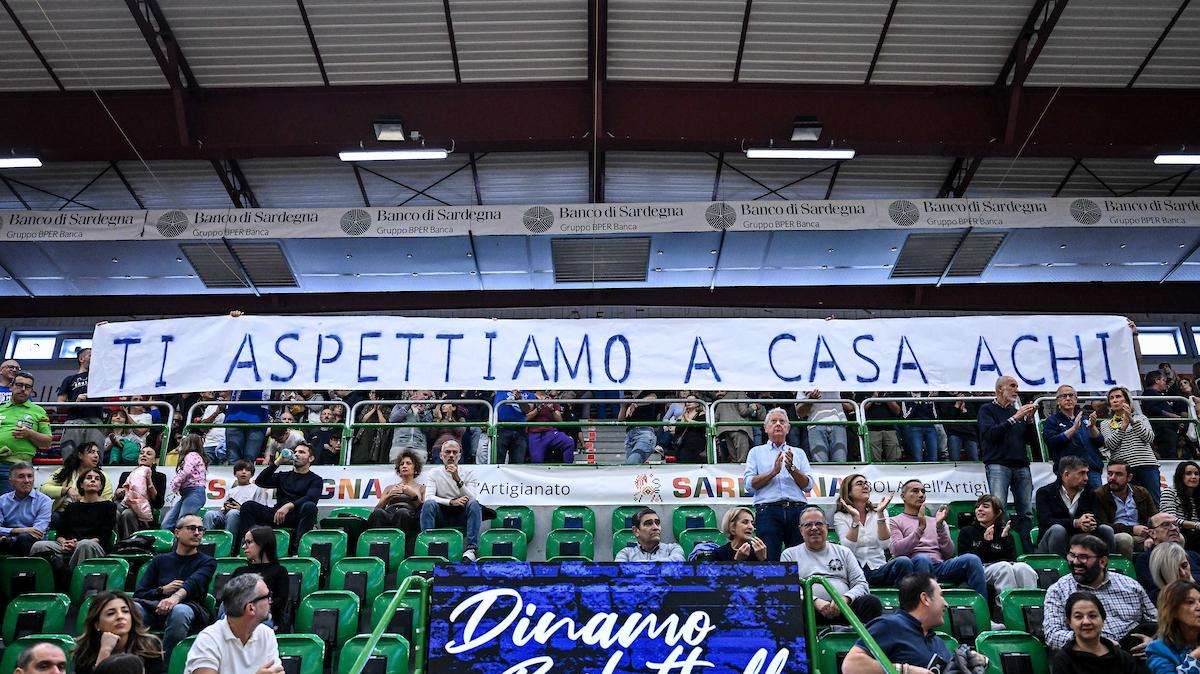 Banco di Sardegna Banco di Sardegna Banco di Sardegna Banco di Sardegna Banco di Sardegna Banco di Sardegna Banco di Sardegna
Gruppo BPER Banca Gruppo BPER Banca Gruppo BPER Banca Gruppo BPER Banca Gruppo BPER Banca Gruppo BPER Banca Gruppo BPER Banca
TI ASPETTIAMO A CASA ACHI
Dinamo